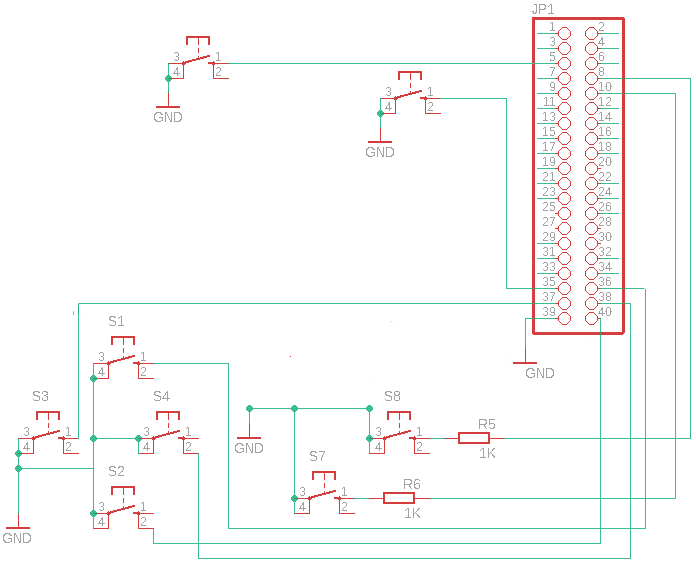 JP1
1 2
3 4
5 6
7 8
9 10
11 12
13 14
15 16
17 18
19 20
21 22
23 24
25 26
27 28
29 30
31 32
33 34
35 36
37 38
39 40
GND
3 1
4 2
GND
3 1
4 2
GND
S1
3 1
4 2
S3
3 1
4 2
GND
S4
3 1
4 2
S2
3 1
4 2
GND
S8
3 1
4 2
R5
1K
S7
3 1
4 2
R6
1K